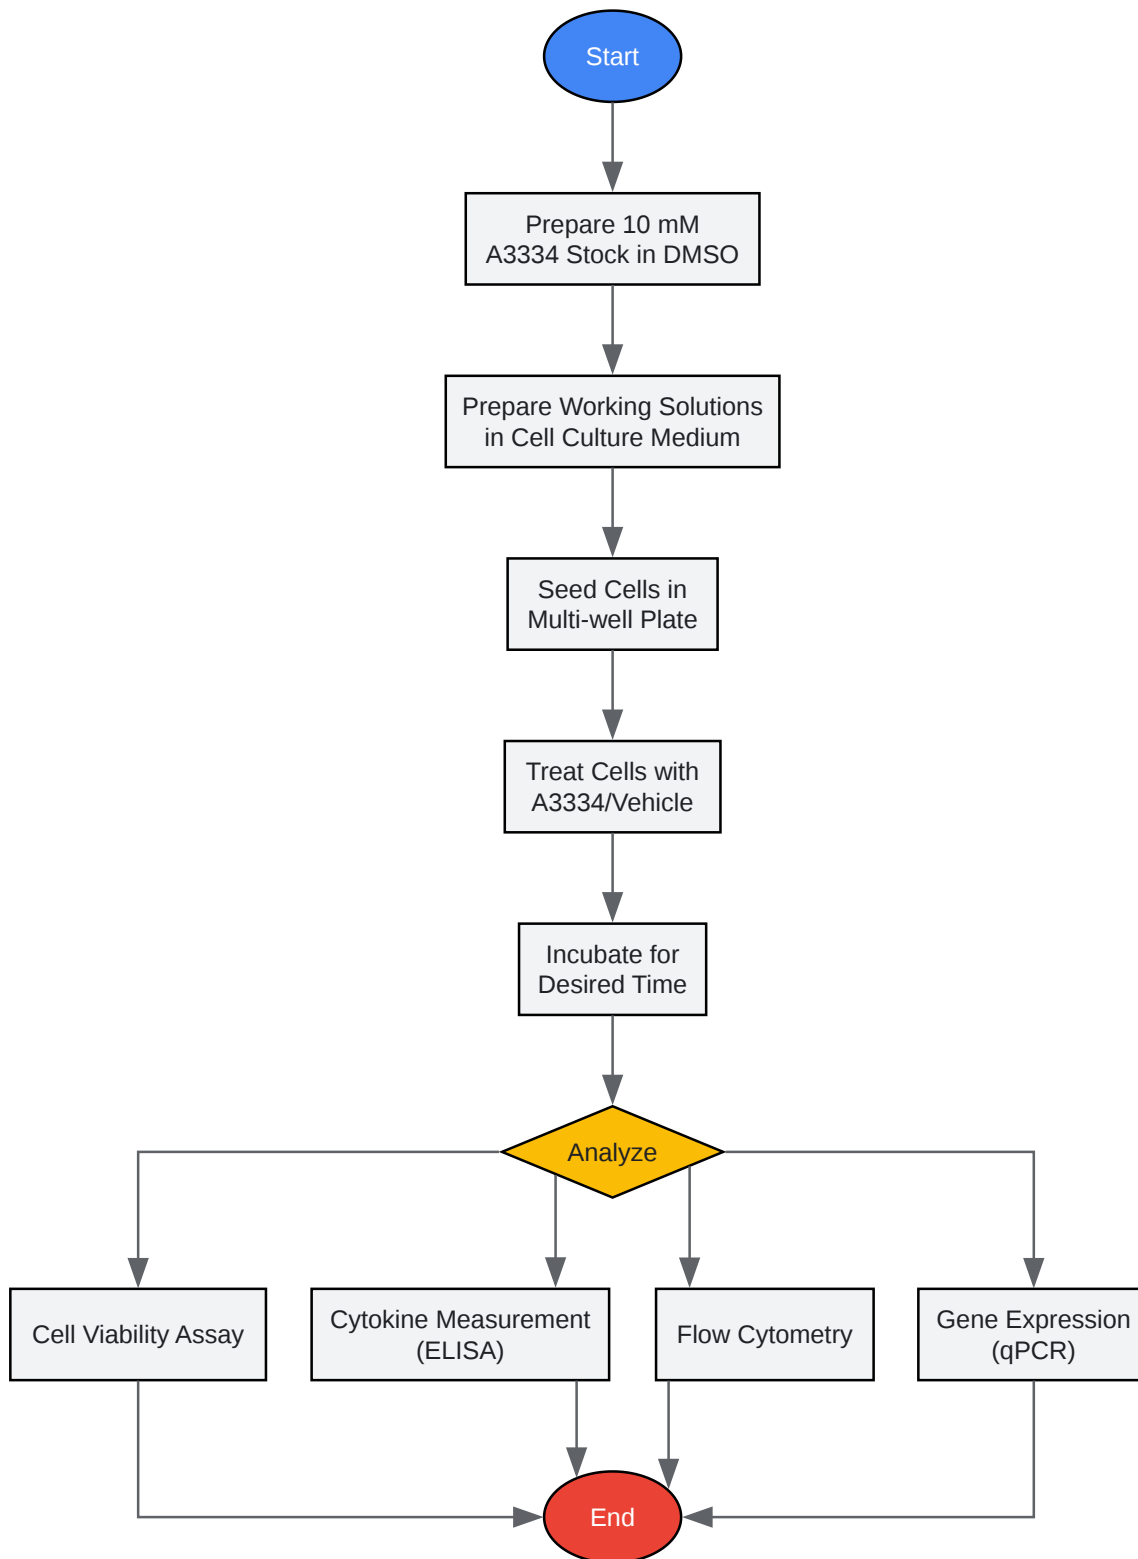 Start
Prepare 10 mM
A3334 Stock in DMSO
Prepare Working Solutions
in Cell Culture Medium
Seed Cells in
Multi-well Plate
Treat Cells with
A3334/Vehicle
Incubate for
Desired Time
Analyze
Cell Viability Assay
Cytokine Measurement
(ELISA)
Flow Cytometry
Gene Expression
(qPCR)
End